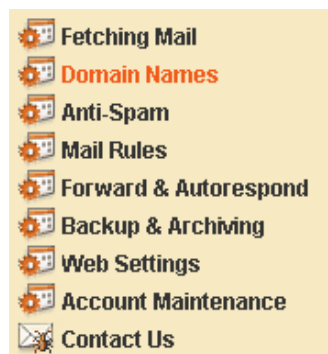 Fetching Mail
Domain Names
Anti-Spam
Mail Rules
Forward & Autorespond
Backup & Archiving
Web Settings
Account Maintenance
Contact Us